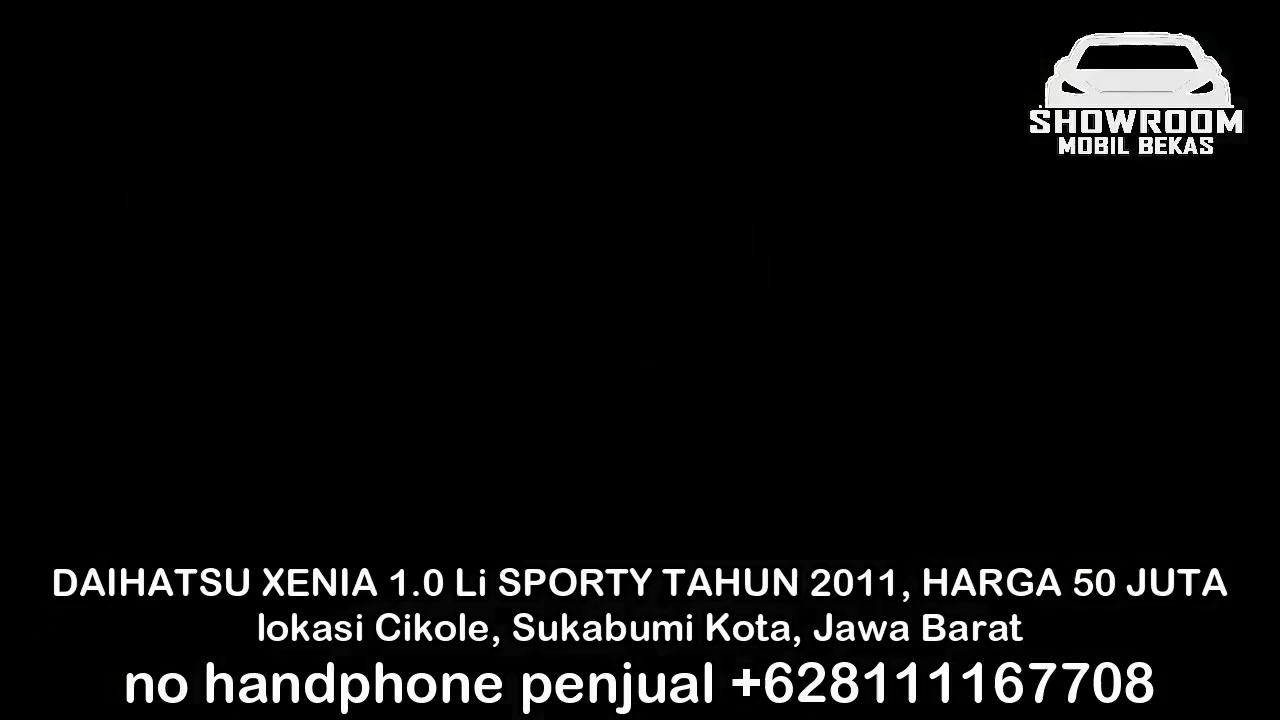 SHOWROOM
MOBIL BEKAS
DAIHATSU XENIA 1.0 Li SPORTY TAHUN 2011, HARGA 50 JUTA
lokasi Cikole, Sukabumi Kota, Jawa Barat
no handphone penjual +628111167708